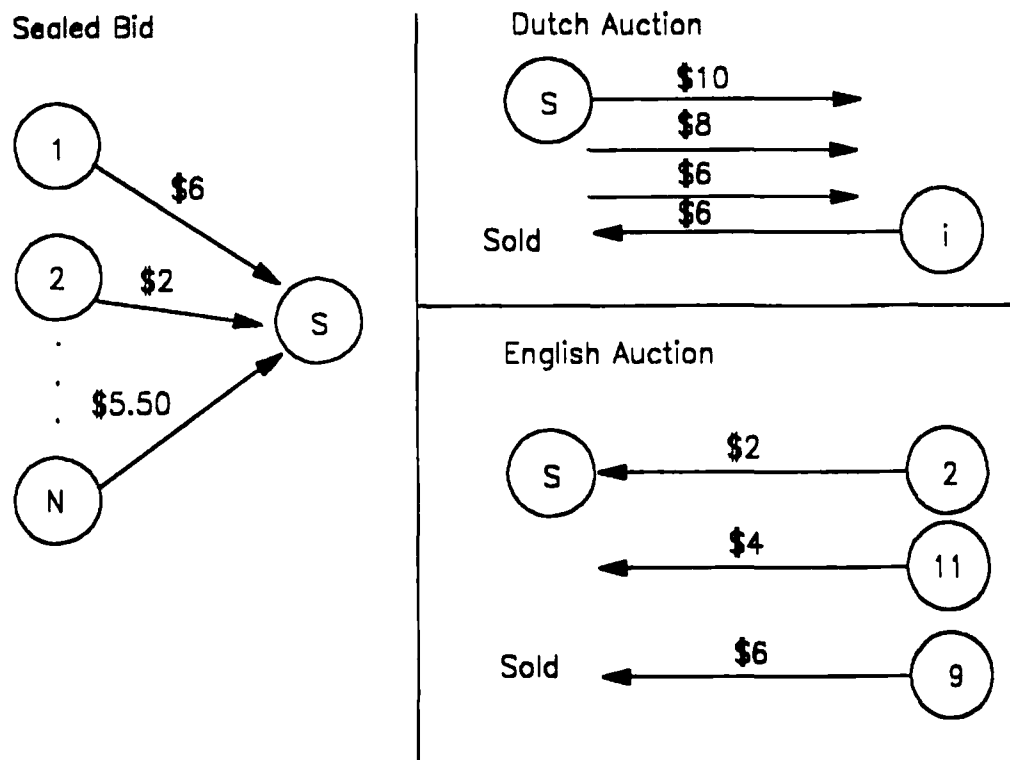 Sealed Bid
1
$6
2
$2
S
$5.50
N
Dutch Auction
S
$10
$8
$6
$6
Sold
i
English Auction
S
$2
2
$4
11
Sold
$6
9